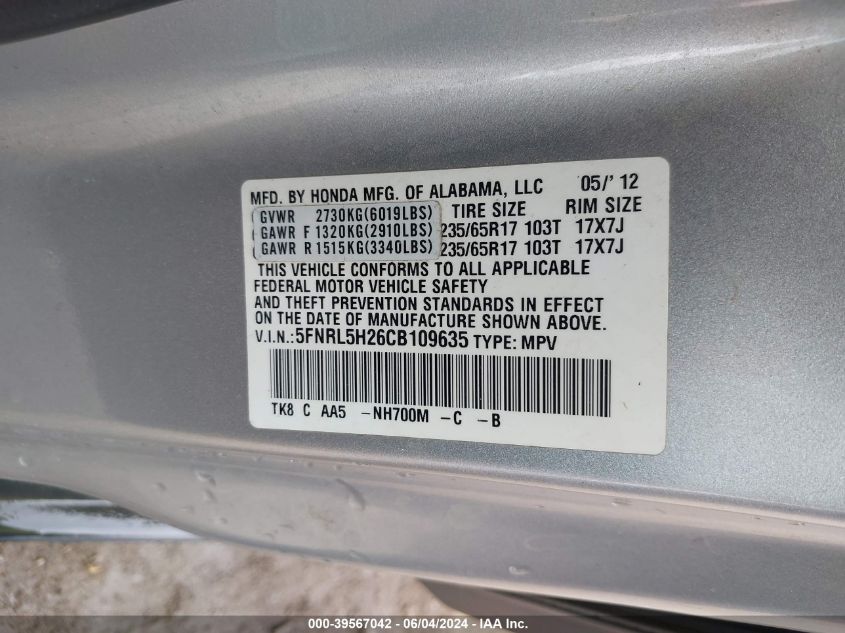 MFD. BY HONDA MFG. OF ALABAMA, LLC 05/' 12
GVWR 2730KG(6019LBS) TIRE SIZE RIM SIZE
GAWR F 1320KG(2910LBS) 235/65R17 103T 17X7J
GAWR R 1515KG(3340LBS) 235/65R17 103T 17X7J
THIS VEHICLE CONFORMS TO ALL APPLICABLE
FEDERAL MOTOR VEHICLE SAFETY
AND THEFT PREVENTION STANDARDS IN EFFECT
ON THE DATE OF MANUFACTURE SHOWN ABOVE.
V.I.N.: 5FNRL5H26CB109635 TYPE: MPV
TK8 C AA5 -NH700M -C -B
000-39567042 - 06/04/2024 - IAA Inc.